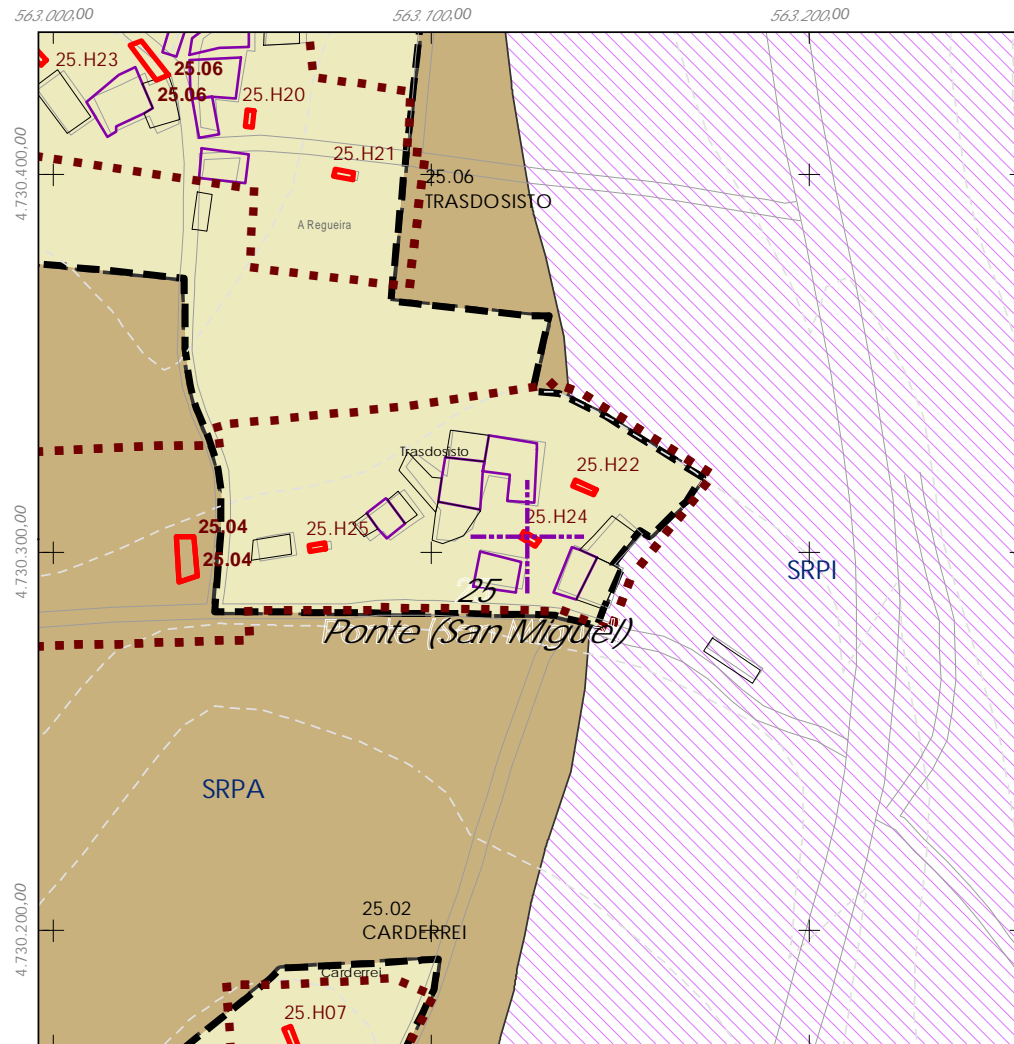 563.000,00
563.100,00
563.200,00
25.H23
25.06
25.06
25.H20
25.H21
4.730.400,00
25.06
TRASDOSISTO
A Regueira
Trasdosisto
25.H22
25.H24
25.04
25.H25
25.04
4.730.300,00
SRPI
25
Ponte (San Miguel)
SRPA
25.02
CARDERREI
4.730.200,00
Carderrei
25.H07